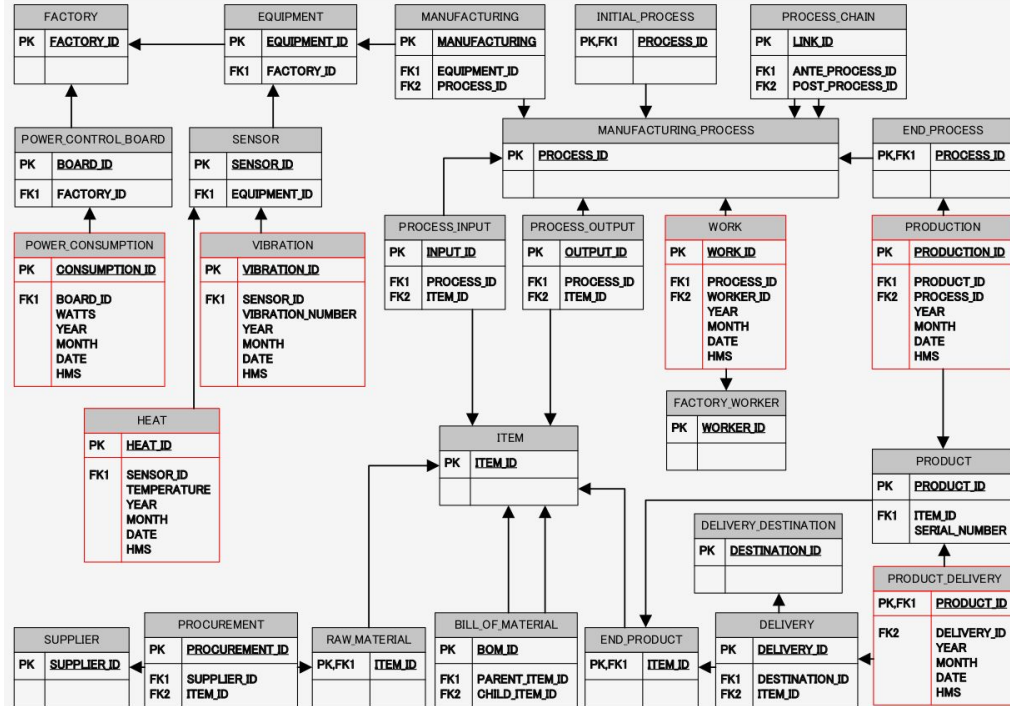 FACTORY
PK FACTORY_ID
EQUIPMENT
PK EQUIPMENT_ID
FK1 FACTORY_ID
MANUFACTURING
PK MANUFACTURING
FK1 EQUIPMENT_ID
FK2 PROCESS_ID
INITIAL_PROCESS
PK,FK1 PROCESS_ID
PROCESS_CHAIN
PK LINK_ID
FK1 ANTE_PROCESS_ID
FK2 POST_PROCESS_ID
POWER_CONTROL_BOARD
PK BOARD_ID
FK1 FACTORY_ID
SENSOR
PK SENSOR_ID
FK1 EQUIPMENT_ID
MANUFACTURING_PROCESS
PK PROCESS_ID
END_PROCESS
PK,FK1 PROCESS_ID
POWER_CONSUMPTION
PK CONSUMPTION_ID
FK1 BOARD_ID
WATTS
YEAR
MONTH
DATE
HMS
VIBRATION
PK VIBRATION_ID
FK1 SENSOR_ID
VIBRATION_NUMBER
YEAR
MONTH
DATE
HMS
PROCESS_INPUT
PK INPUT_ID
FK1 PROCESS_ID
FK2 ITEM_ID
PROCESS_OUTPUT
PK OUTPUT_ID
FK1 PROCESS_ID
FK2 ITEM_ID
WORK
PK WORK_ID
FK1 PROCESS_ID
FK2 WORKER_ID
YEAR
MONTH
DATE
HMS
PRODUCTION
PK PRODUCTION_ID
FK1 PRODUCT_ID
FK2 PROCESS_ID
YEAR
MONTH
DATE
HMS
HEAT
PK HEAT_ID
FK1 SENSOR_ID
TEMPERATURE
YEAR
MONTH
DATE
HMS
FACTORY_WORKER
PK WORKER_ID
ITEM
PK ITEM_ID
PRODUCT
PK PRODUCT_ID
FK1 ITEM_ID
SERIAL_NUMBER
DELIVERY_DESTINATION
PK DESTINATION_ID
PRODUCT_DELIVERY
PK,FK1 PRODUCT_ID
FK2 DELIVERY_ID
YEAR
MONTH
DATE
HMS
SUPPLIER
PK SUPPLIER_ID
PROCUREMENT
PK PROCUREMENT_ID
FK1 SUPPLIER_ID
FK2 ITEM_ID
RAW_MATERIAL
PK,FK1 ITEM_ID
BILL_OF_MATERIAL
PK BOM_ID
FK1 PARENT_ITEM_ID
FK2 CHILD_ITEM_ID
END_PRODUCT
PK,FK1 ITEM_ID
DELIVERY
PK DELIVERY_ID
FK1 DESTINATION_ID
FK2 ITEM_ID